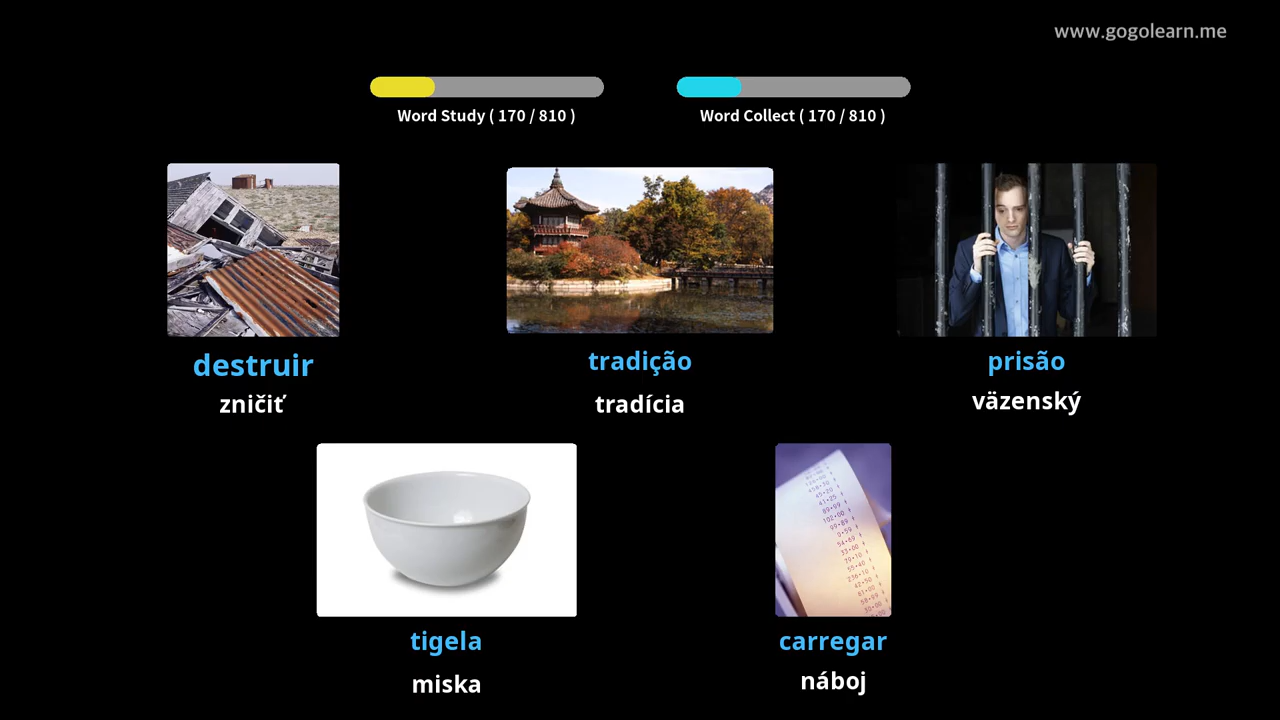 www.gogolearn.me
Word Study ( 170 / 810 )
Word Collect ( 170 / 810 )
destruir
zničiť
tradição
tradícia
prisão
väzenský
tigela
miska
carregar
náboj